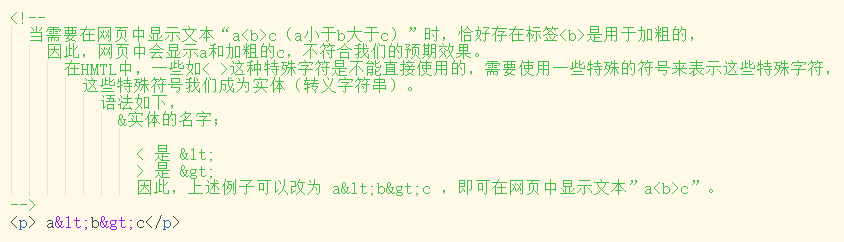 <!--
当需要在网页中显示文本“a<b>c（a小于b大于c）”时，恰好存在标签<b>是用于加粗的，
因此，网页中会显示a和加粗的c，不符合我们的预期效果。
在HMTL中，一些如< >这种特殊字符是不能直接使用的，需要使用一些特殊的符号来表示这些特殊字符，
这些特殊符号我们成为实体（转义字符串）。
语法如下，
&实体的名字；
< 是 &lt;
> 是 &gt;
因此，上述例子可以改为 a&lt;b&gt;c ，即可在网页中显示文本”a<b>c”。
-->
<p> a&lt;b&gt;c</p>